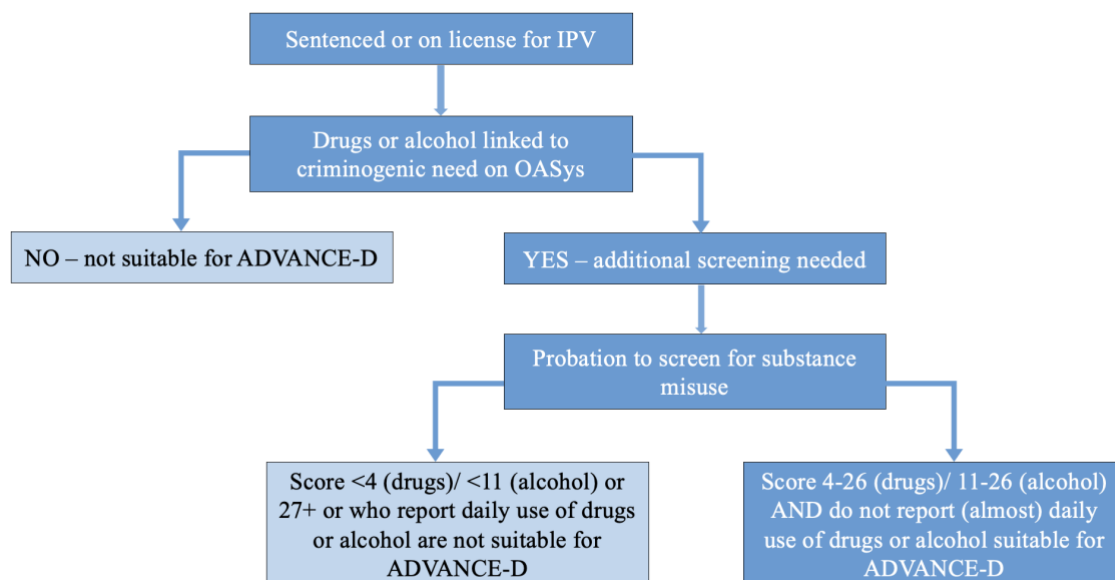 Sentenced or on license for IPV
Drugs or alcohol linked to
criminogenic need on OASys
NO – not suitable for ADVANCE-D
YES – additional screening needed
Probation to screen for substance
misuse
Score <4 (drugs)/ <11 (alcohol) or
27+ or who report daily use of drugs
or alcohol are not suitable for
ADVANCE-D
Score 4-26 (drugs)/ 11-26 (alcohol)
AND do not report (almost) daily
use of drugs or alcohol suitable for
ADVANCE-D